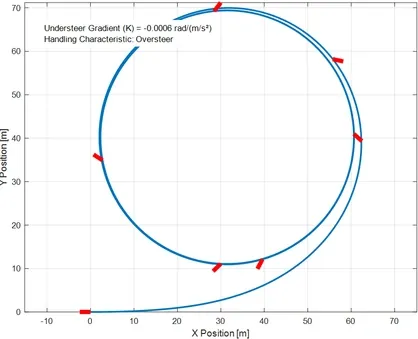 70
Understeer Gradient (K) = -0.0006 rad/(m/s²)
Handling Characteristic: Oversteer
60
50
40
30
20
10
0
Y Position [m]
-10 0 10 20 30 40 50 60 70
X Position [m]